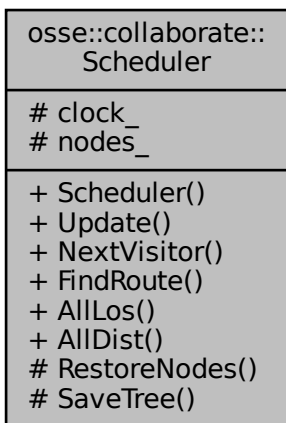 osse::collaborate::
Scheduler
# clock_
# nodes_
+ Scheduler()
+ Update()
+ NextVisitor()
+ FindRoute()
+ AllLos()
+ AllDist()
# RestoreNodes()
# SaveTree()